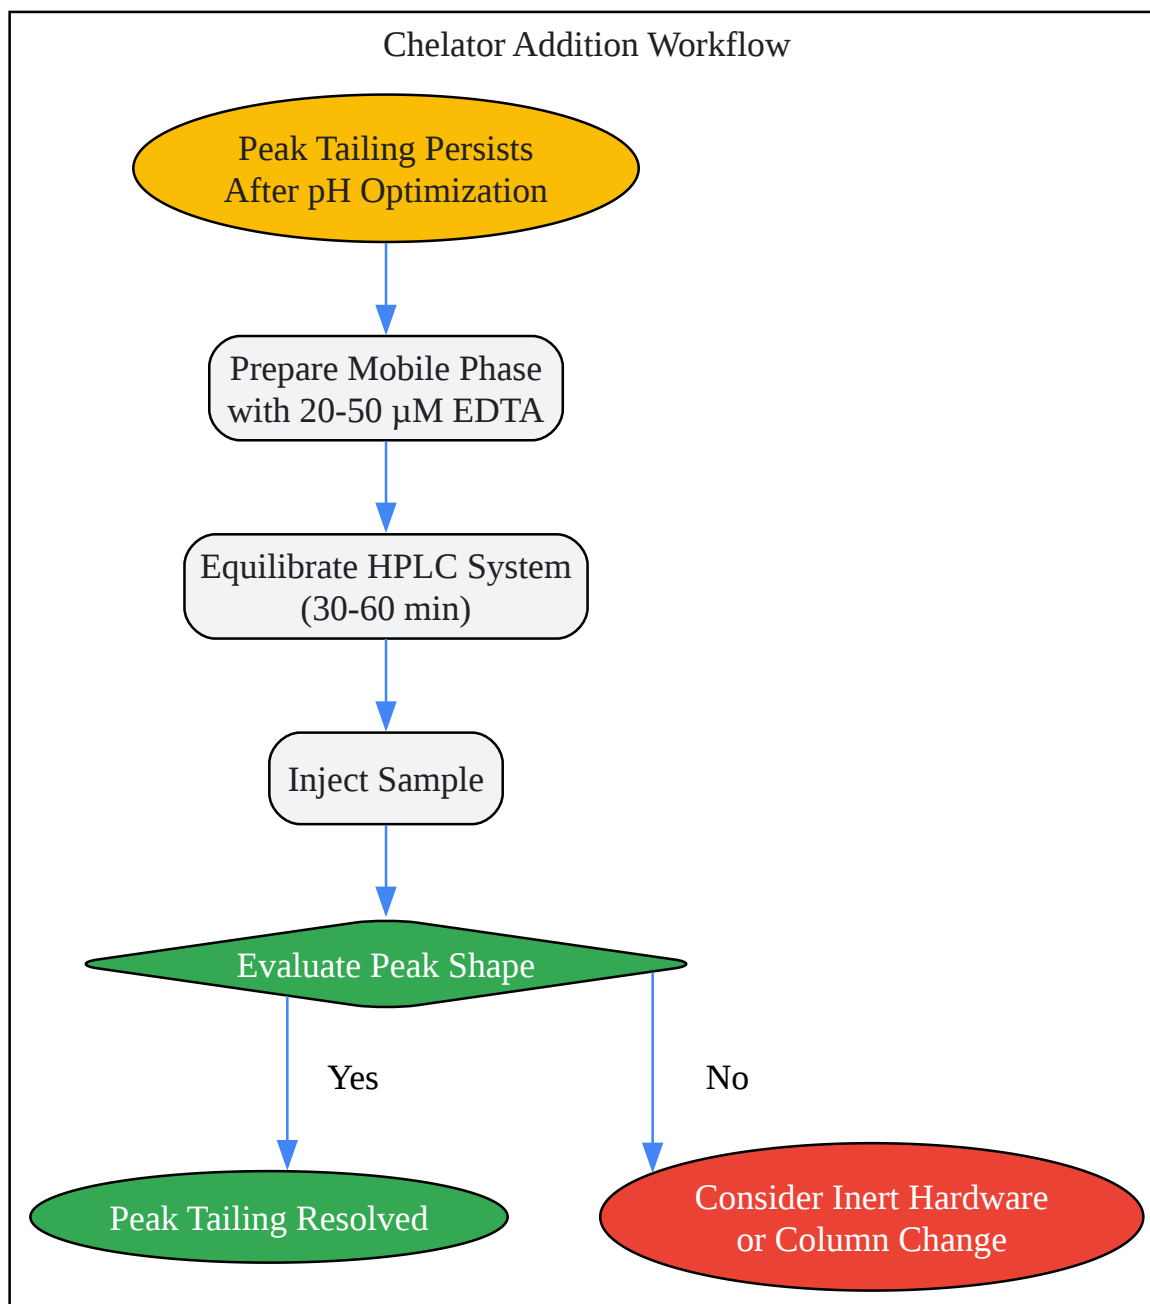 Chelator Addition Workflow
Peak Tailing Persists
After pH Optimization
Prepare Mobile Phase
with 20-50 µM EDTA
Equilibrate HPLC System
(30-60 min)
Inject Sample
Evaluate Peak Shape
Yes
No
Peak Tailing Resolved
Consider Inert Hardware
or Column Change